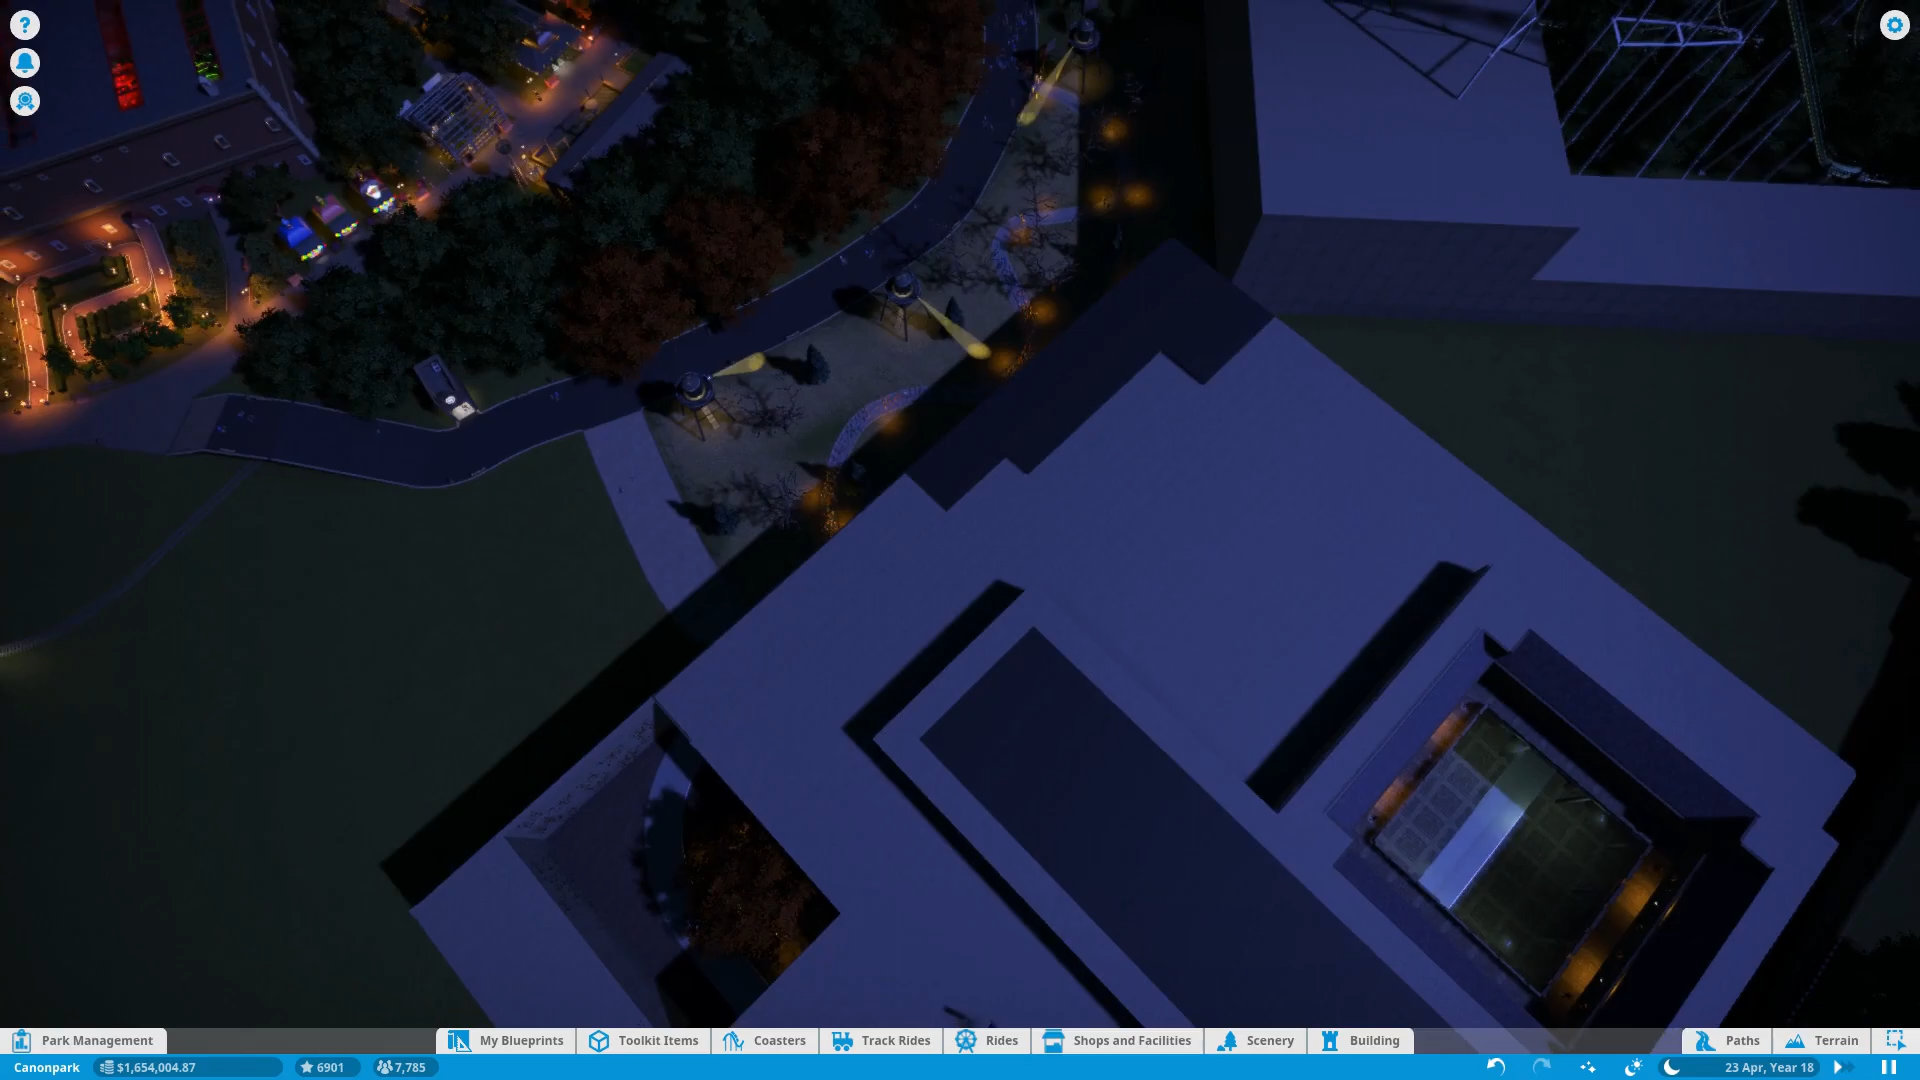 ?
Park Management
My Blueprints
Toolkit Items
Coasters
Track Rides
Rides
Shops and Facilities
Scenery
Building
Paths
Terrain
Canonpark
$1,654,004.87
6901
7,785
23 Apr, Year 18